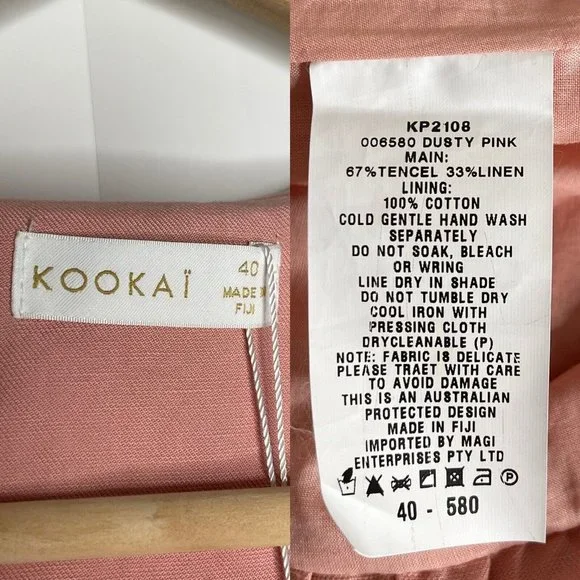 KOOKAÏ
40
MADE
FIJI
KP2108
006580 DUSTY PINK
MAIN:
67%TENCEL 33%LINEN
LINING:
100% COTTON
COLD GENTLE HAND WASH
SEPARATELY
DO NOT SOAK, BLEACH
OR WRING
LINE DRY IN SHADE
DO NOT TUMBLE DRY
COOL IRON WITH
PRESSING CLOTH
DRYCLEANABLE (P)
NOTE: FABRIC IS DELICATE
PLEASE TRAET WITH CARE
TO AVOID DAMAGE
THIS IS AN AUSTRALIAN
PROTECTED DESIGN
MADE IN FIJI
IMPORTED BY MAGI
ENTERPRISES PTY LTD
P
40 - 580